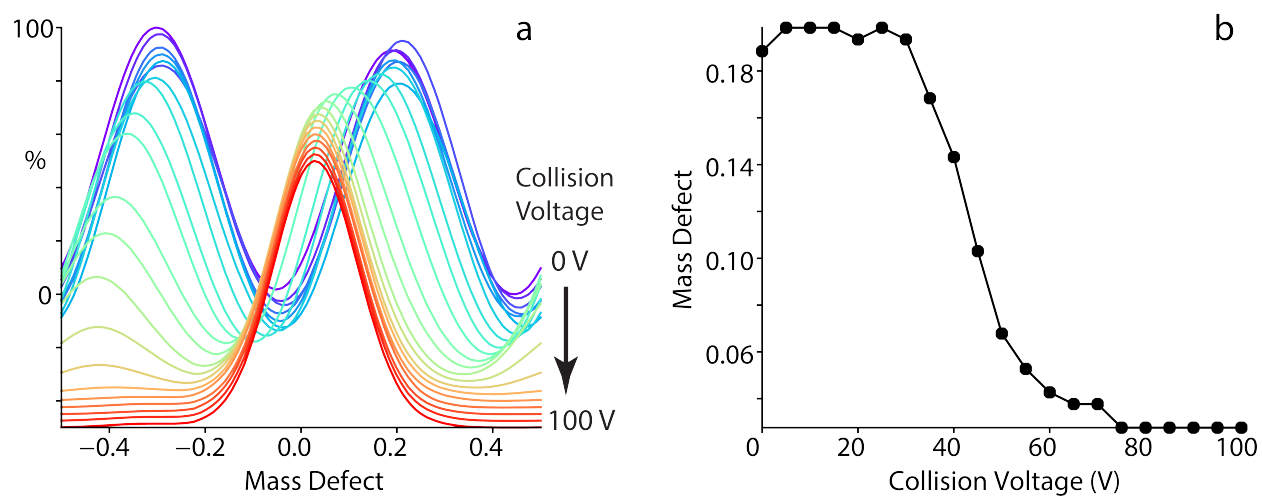 a
100
%
0
Collision
Voltage
0 V
100 V
−0.4
−0.2
0.0
0.2
0.4
Mass Defect
b
0.18
0.14
0.10
0.06
Mass Defect
0
20
40
60
80
100
Collision Voltage (V)